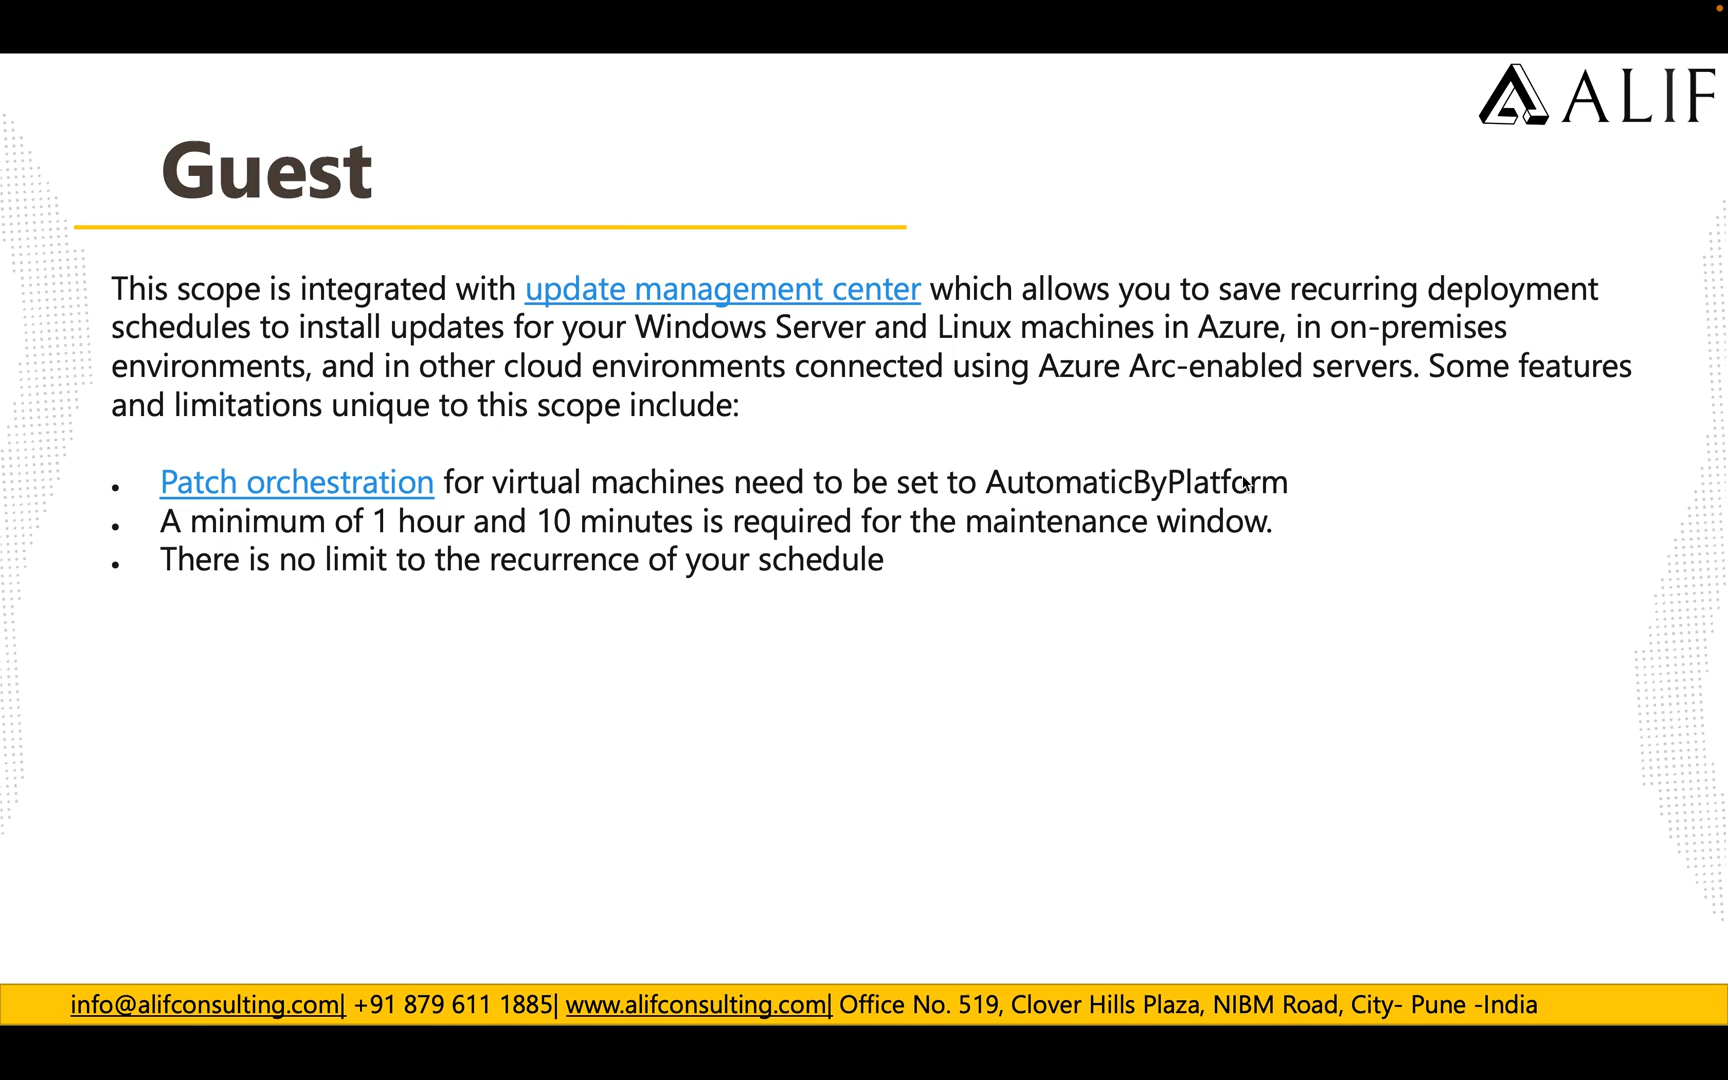 ALIF
Guest
This scope is integrated with update management center which allows you to save recurring deployment
schedules to install updates for your Windows Server and Linux machines in Azure, in on-premises
environments, and in other cloud environments connected using Azure Arc-enabled servers. Some features
and limitations unique to this scope include:
• Patch orchestration for virtual machines need to be set to AutomaticByPlatform
• A minimum of 1 hour and 10 minutes is required for the maintenance window.
• There is no limit to the recurrence of your schedule
info@alifconsulting.com| +91 879 611 1885| www.alifconsulting.com| Office No. 519, Clover Hills Plaza, NIBM Road, City- Pune -India